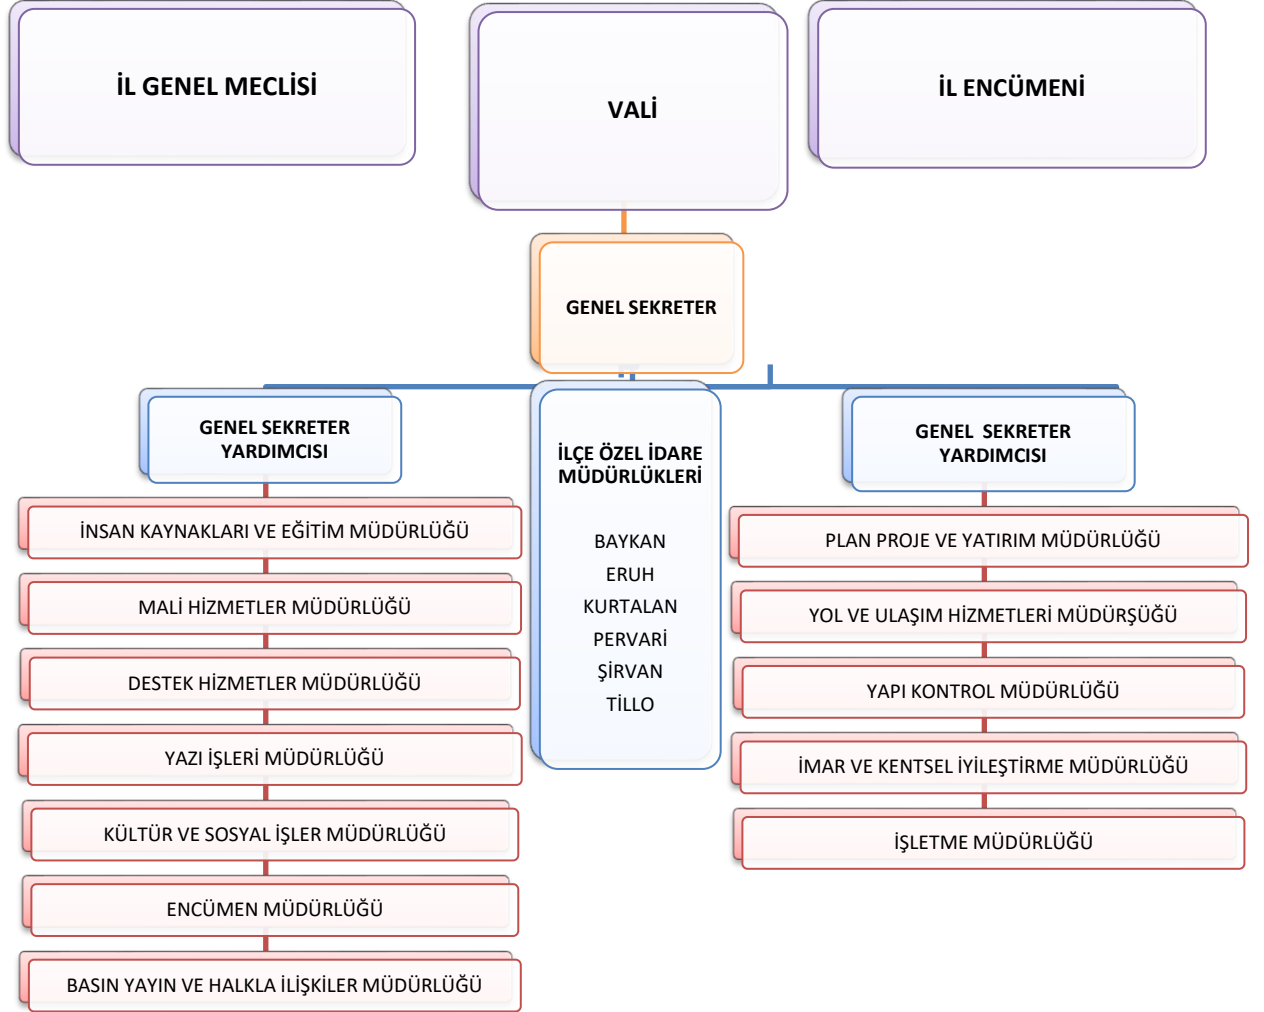 İL GENEL MECLİSİ
VALİ
İL ENCÜMENİ
GENEL SEKRETER
GENEL SEKRETER
YARDIMCISI
İNSAN KAYNAKLARI VE EĞİTİM MÜDÜRLÜĞÜ
MALİ HİZMETLER MÜDÜRLÜĞÜ
DESTEK HİZMETLER MÜDÜRLÜĞÜ
YAZI İŞLERİ MÜDÜRLÜĞÜ
KÜLTÜR VE SOSYAL İŞLER MÜDÜRLÜĞÜ
ENCÜMEN MÜDÜRLÜĞÜ
BASIN YAYIN VE HALKLA İLİŞKİLER MÜDÜRLÜĞÜ
İLÇE ÖZEL İDARE
MÜDÜRLÜKLERİ
BAYKAN
ERUH
KURTALAN
PERVARİ
ŞİRVAN
TİLLO
GENEL SEKRETER
YARDIMCISI
PLAN PROJE VE YATIRIM MÜDÜRLÜĞÜ
YOL VE ULAŞIM HİZMETLERİ MÜDÜRŞÜĞÜ
YAPI KONTROL MÜDÜRLÜĞÜ
İMAR VE KENTSEL İYİLEŞTİRME MÜDÜRLÜĞÜ
İŞLETME MÜDÜRLÜĞÜ